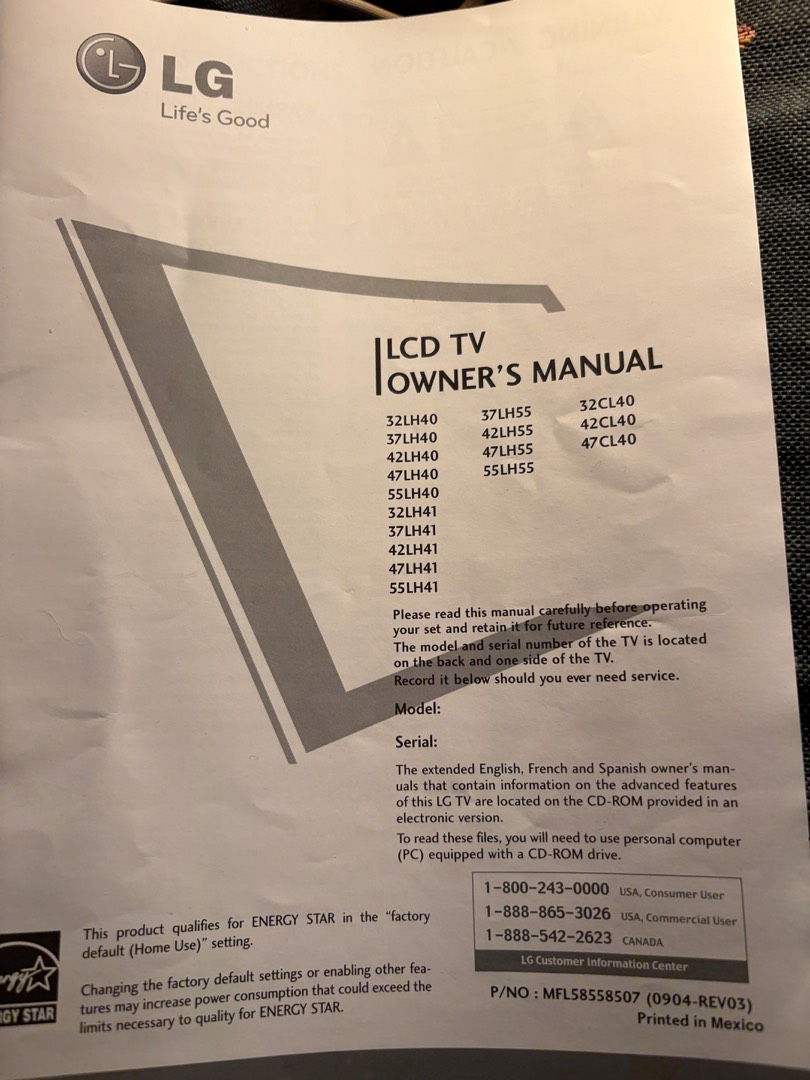 LG
LG
Life's Good
LCD TV
OWNER'S MANUAL
32LH40
37LH40
42LH40
47LH40
55LH40
32LH41
37LH41
42LH41
47LH41
55LH41
37LH55
42LH55
47LH55
55LH55
32CL40
42CL40
47CL40
Please read this manual carefully before operating
your set and retain it for future reference.
The model and serial number of the TV is located
on the back and one side of the TV.
Record it below should you ever need service.
Model:
Serial:
The extended English, French and Spanish owner's man-
uals that contain information on the advanced features
of this LG TV are located on the CD-ROM provided in an
electronic version.
To read these files, you will need to use personal computer
(PC) equipped with a CD-ROM drive.
1-800-243-0000 USA, Consumer User
1-888-865-3026 USA, Commercial User
1-888-542-2623 CANADA
LG Customer Information Center
P/NO : MFL58558507 (0904-REV03)
Printed in Mexico
This product qualifies for ENERGY STAR in the "factory
default (Home Use)" setting.
Changing the factory default settings or enabling other fea-
tures may increase power consumption that could exceed the
limits necessary to quality for ENERGY STAR.
GY STAR